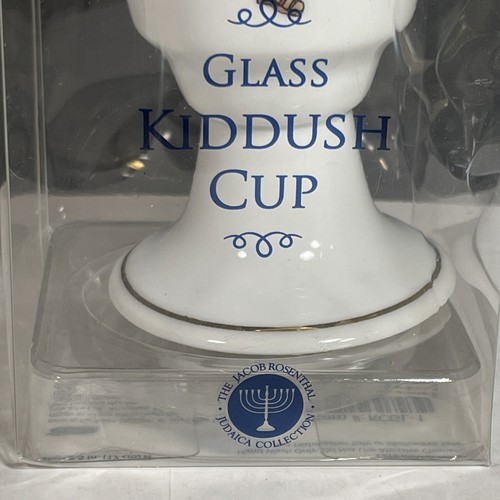 GLASS
KIDDUSH
CUP
· THE JACOB ROSENTHAL ·
JUDAICA COLLECTION